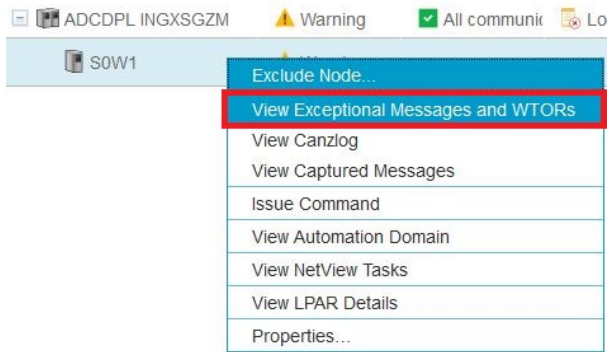 ADCDPL INGXSGZM Warning All communic Lo
S0W1
Exclude Node...
View Exceptional Messages and WTORs
View Canzlog
View Captured Messages
Issue Command
View Automation Domain
View NetView Tasks
View LPAR Details
Properties...